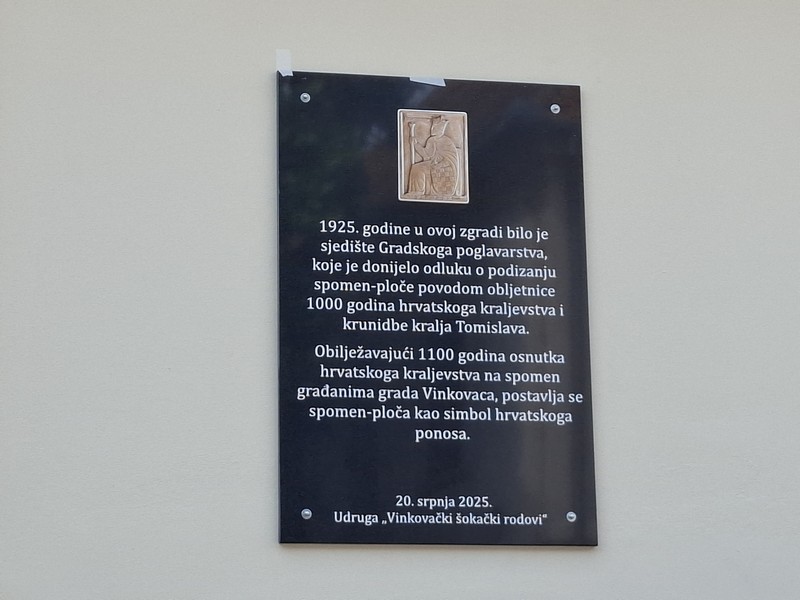 1925. godine u ovoj zgradi bilo je
sjedište Gradskoga poglavarstva,
koje je donijelo odluku o podizanju
spomen-ploče povodom obljetnice
1000 godina hrvatskoga kraljevstva i
krunidbe kralja Tomislava.
Obilježavajući 1100 godina osnutka
hrvatskoga kraljevstva na spomen
građanima grada Vinkovaca, postavlja se
spomen-ploča kao simbol hrvatskoga
ponosa.
20. srpnja 2025.
Udruga „Vinkovački šokački rodovi“